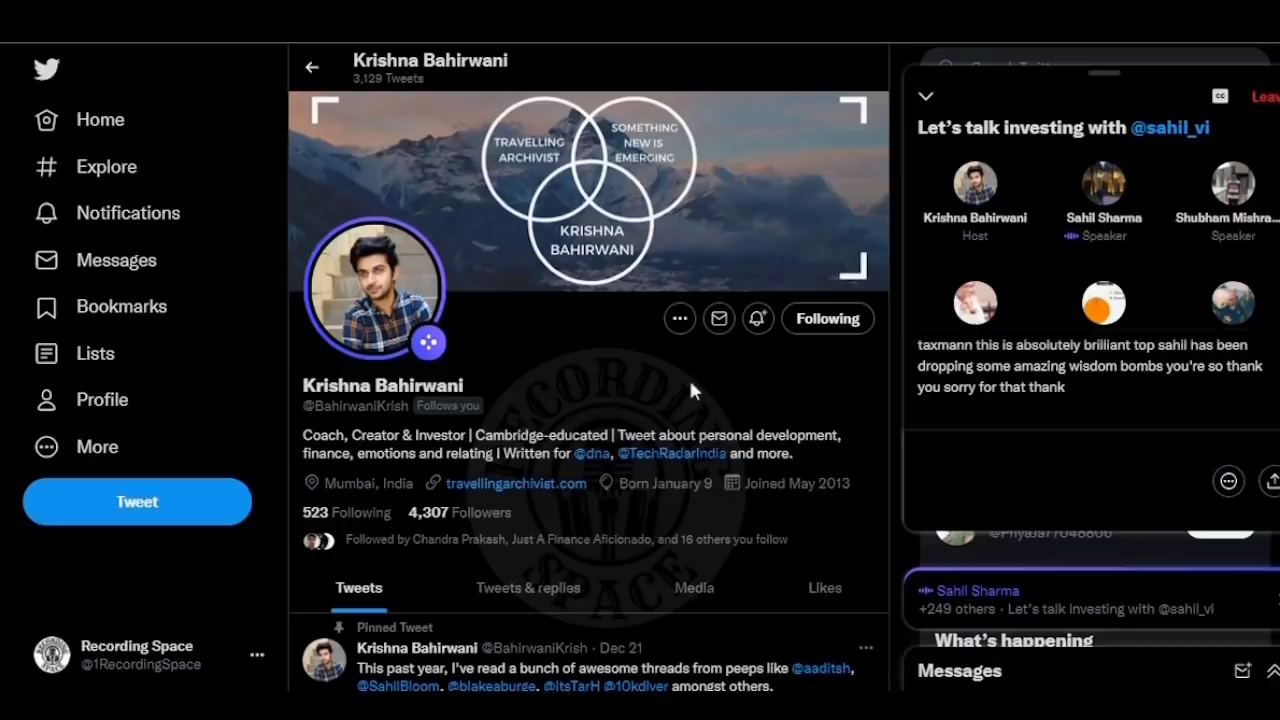 Krishna Bahirwani
3,129 Tweets
Home
Explore
Notifications
Messages
Bookmarks
Lists
Profile
More
Tweet
Recording Space
@1RecordingSpace
TRAVELLING
ARCHIVIST
SOMETHING
NEW IS
EMERGING
KRISHNA
BAHIRWANI
Following
Krishna Bahirwani
@BahirwaniKrish Follows you
Coach, Creator & Investor | Cambridge-educated | Tweet about personal development,
finance, emotions and relating I Written for @dna, @TechRadarIndia and more.
Mumbai, India travellingarchivist.com Born January 9 Joined May 2013
523 Following 4,307 Followers
Followed by Chandra Prakash, Just A Finance Aficionado, and 16 others you follow
RECORDING
SPACE
Tweets Tweets & replies Media Likes
Pinned Tweet
Krishna Bahirwani @BahirwaniKrish · Dec 21
This past year, I've read a bunch of awesome threads from peeps like @aaditsh,
@SahilBloom, @blakeaburge, @itsTarH @10kdiver amongst others.
CC
Leav
Let's talk investing with @sahil_vi
Krishna Bahirwani
Host
Sahil Sharma
Speaker
Shubham Mishra...
Speaker
taxmann this is absolutely brilliant top sahil has been
dropping some amazing wisdom bombs you're so thank
you sorry for that thank
Sahil Sharma
+249 others · Let's talk investing with @sahil_vi
What's happening
Messages